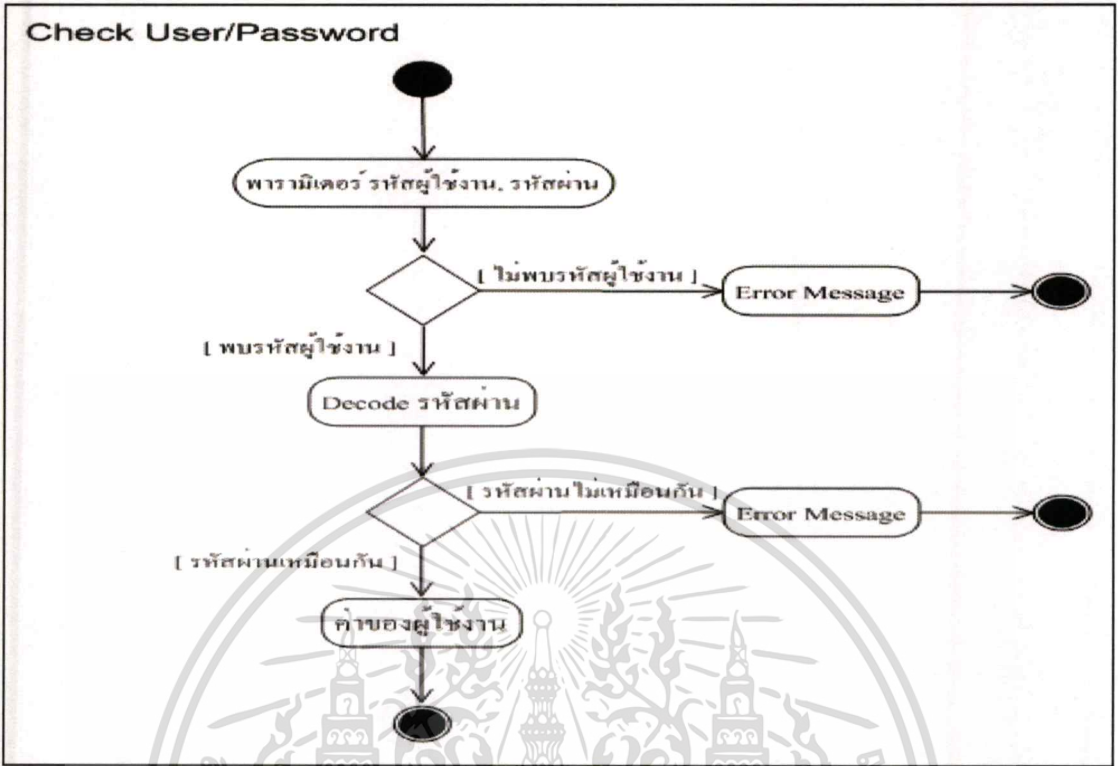 Check User/Password
พารามิเตอร์ รหัสผู้ใช้งาน, รหัสผ่าน
[ ไม่พบรหัสผู้ใช้งาน ]
Error Message
[ พบรหัสผู้ใช้งาน ]
Decode รหัสผ่าน
[ รหัสผ่านไม่เหมือนกัน ]
Error Message
[ รหัสผ่านเหมือนกัน ]
ค่าของผู้ใช้งาน